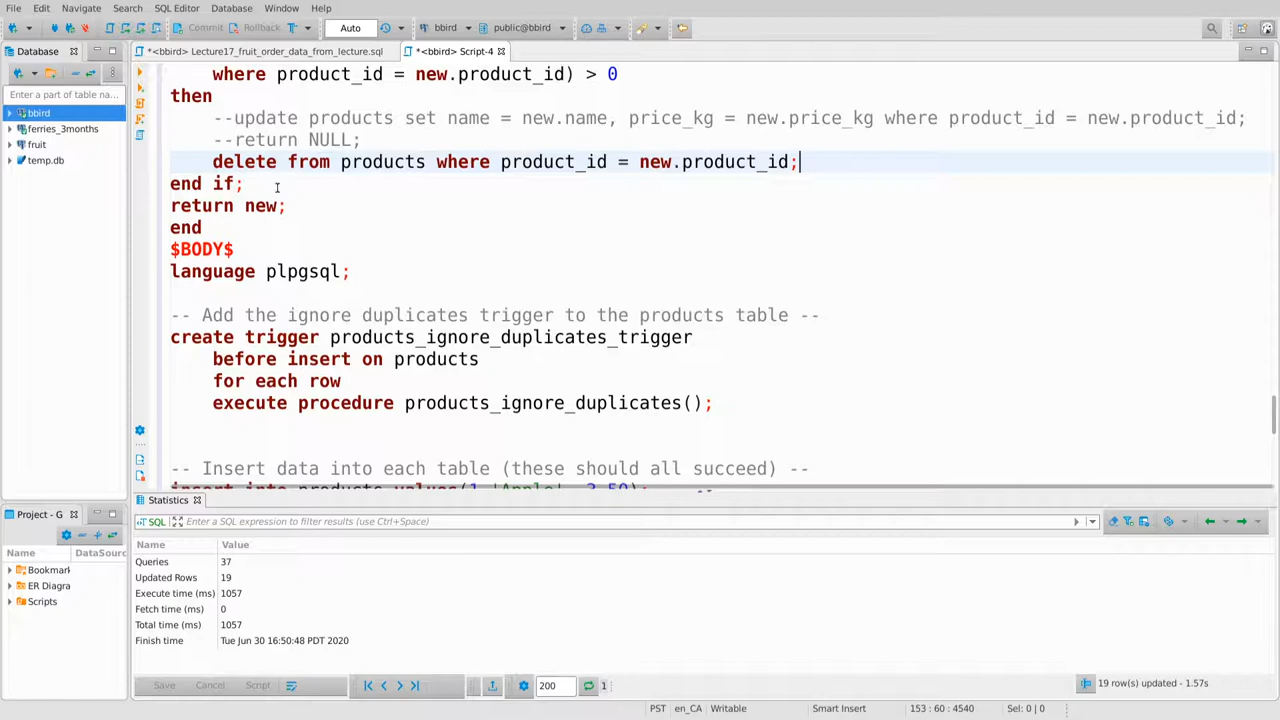 File Edit Navigate Search SQL Editor Database Window Help
Commit Rollback Auto bbird public@bbird
Database *<bbird> Lecture17_fruit_order_data_from_lecture.sql *<bbird> Script-4
Enter a part of table na...
bbird
ferries_3months
fruit
temp.db
where product_id = new.product_id) > 0
then
--update products set name = new.name, price_kg = new.price_kg where product_id = new.product_id;
--return NULL;
delete from products where product_id = new.product_id;
end if;
return new;
end
$BODY$
language plpgsql;
-- Add the ignore duplicates trigger to the products table --
create trigger products_ignore_duplicates_trigger
before insert on products
for each row
execute procedure products_ignore_duplicates();
-- Insert data into each table (these should all succeed) --
insert into products values(1, 'Apple', 3.50);
Project - G
Name DataSourc
Bookmark
ER Diagra
Scripts
Statistics
SQL Enter a SQL expression to filter results (use Ctrl+Space)
Name Value
Queries 37
Updated Rows 19
Execute time (ms) 1057
Fetch time (ms) 0
Total time (ms) 1057
Finish time Tue Jun 30 16:50:48 PDT 2020
Save Cancel Script 200 1 19 row(s) updated - 1.57s
PST en_CA Writable Smart Insert 153 : 60 : 4540 Sel: 0 | 0